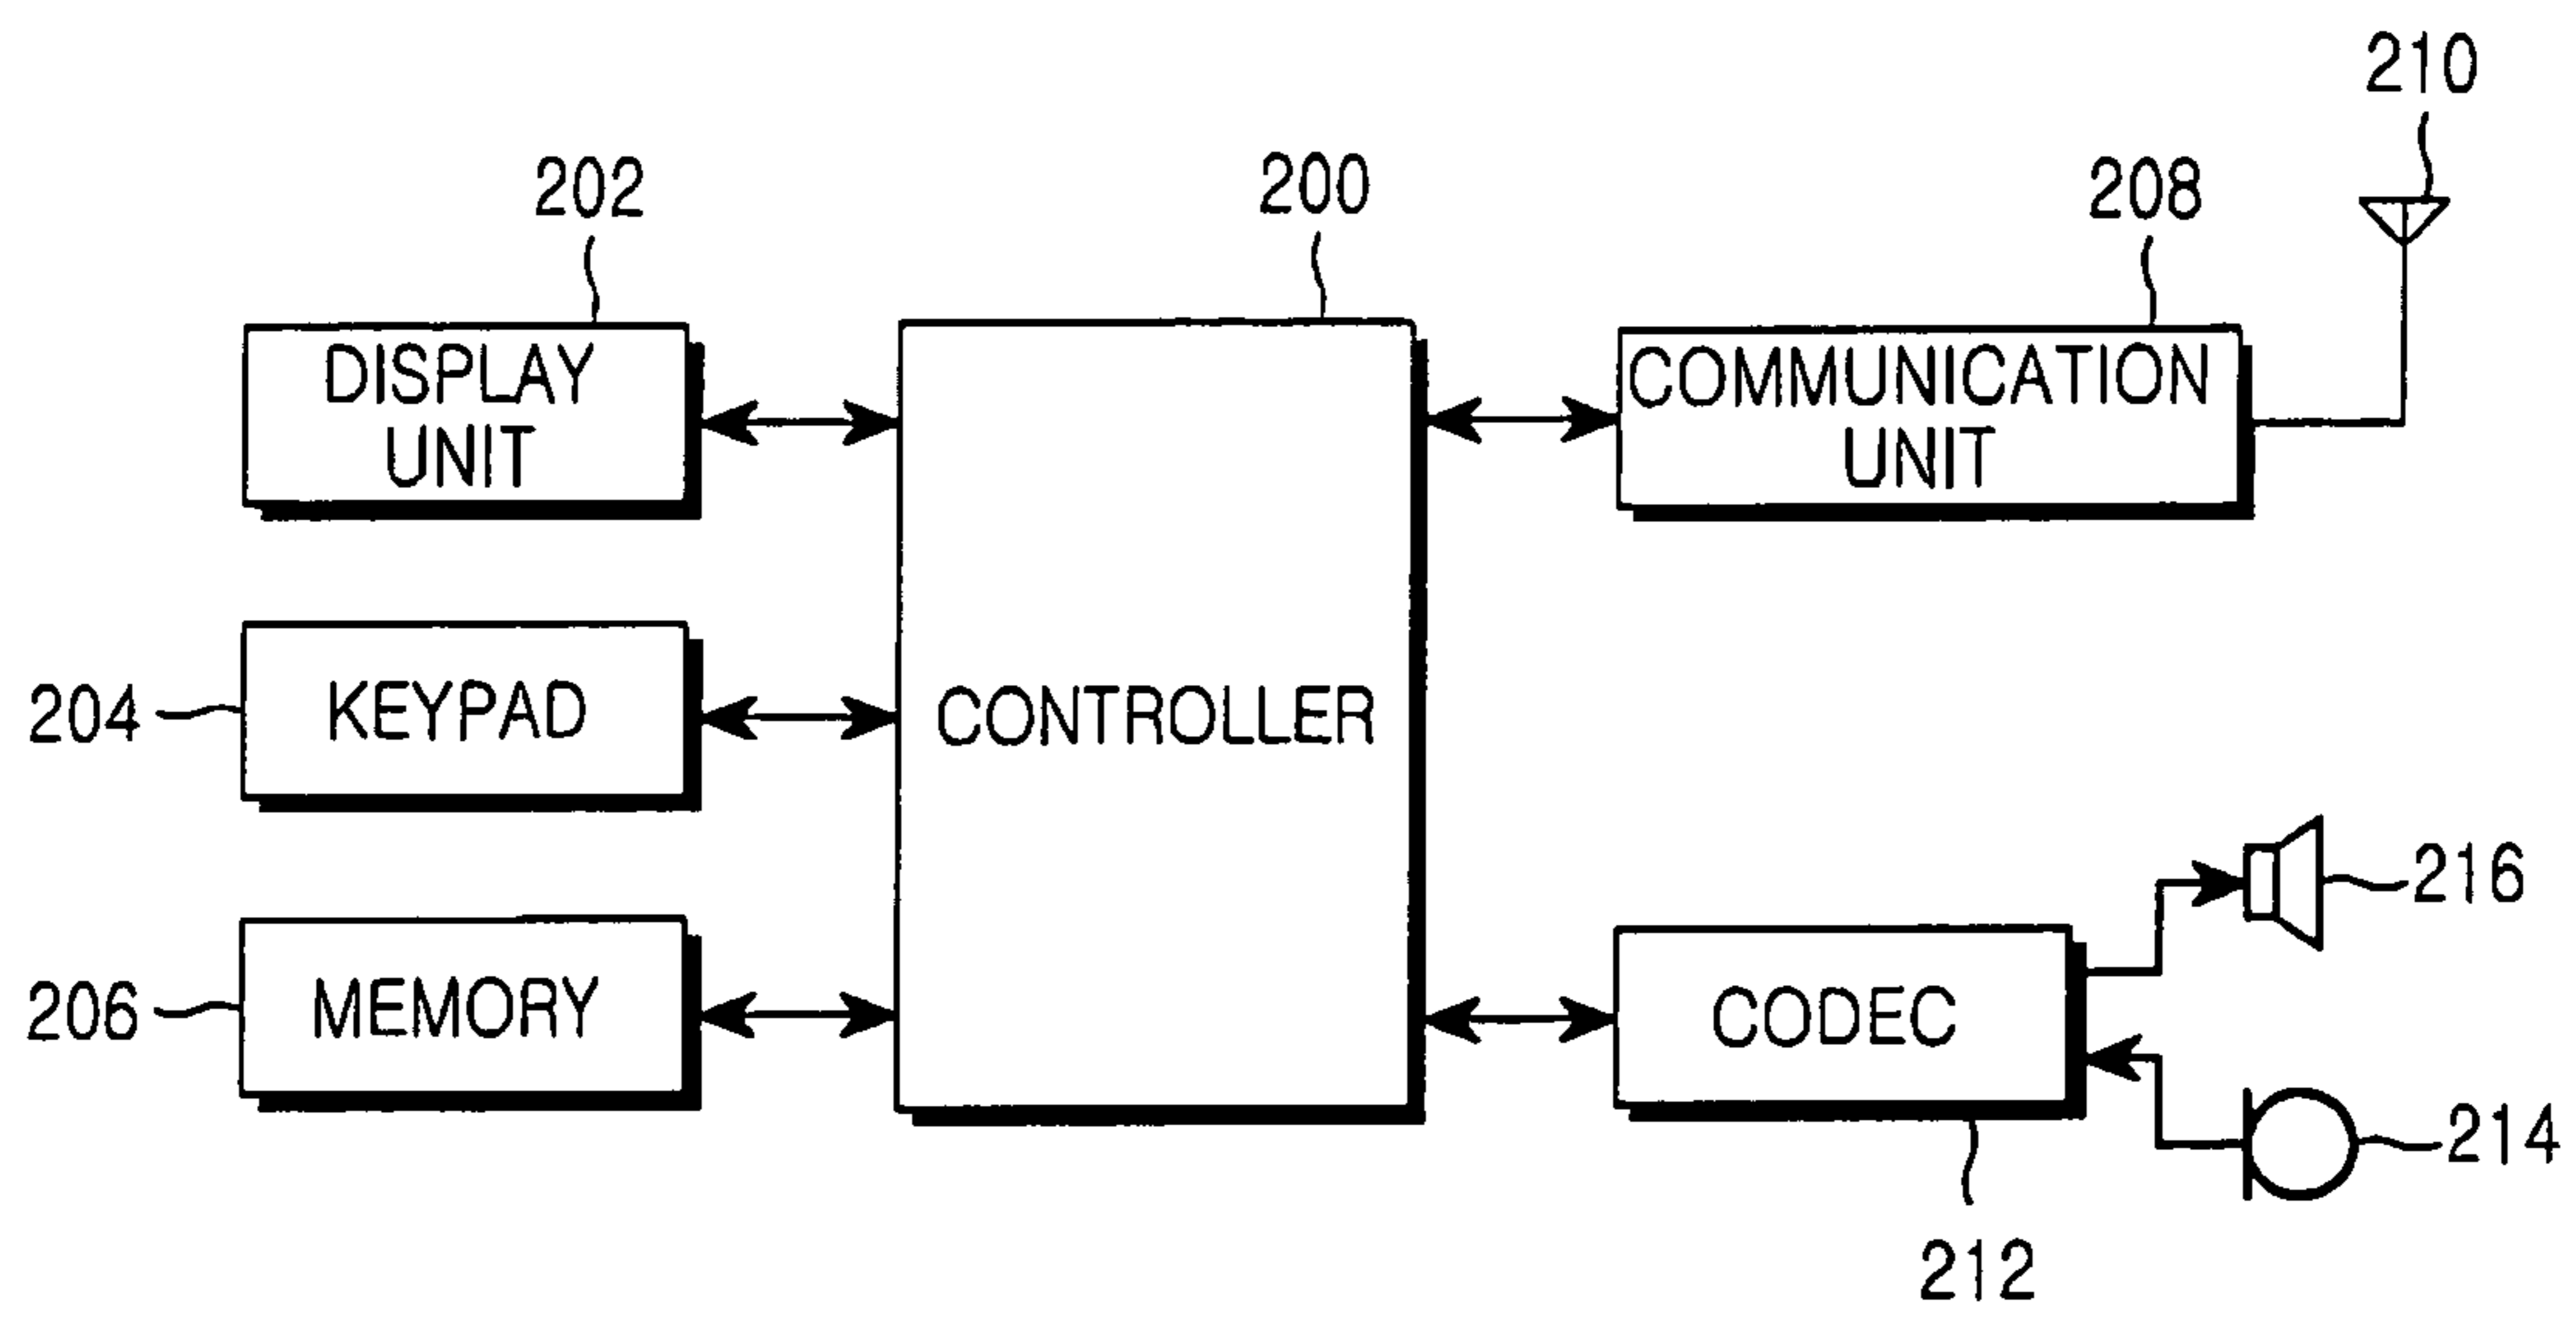 210
202
200
208
DISPLAY
UNIT
COMMUNICATION
UNIT
204
KEYPAD
CONTROLLER
216
206
MEMORY
CODEC
214
212